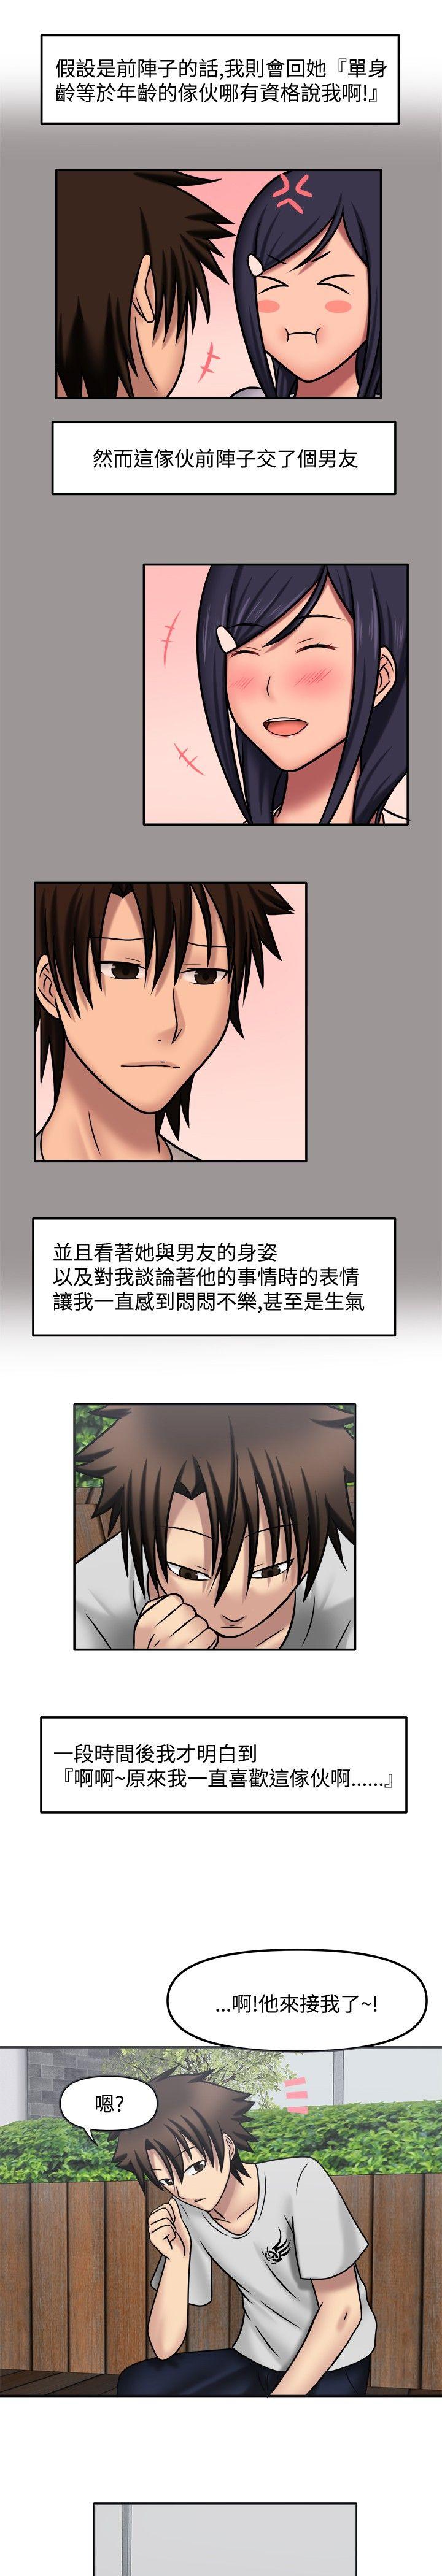 假設是前陣子的話,我則會回她『單身
齡等於年齡的傢伙哪有資格說我啊!』
然而這傢伙前陣子交了個男友
並且看著她與男友的身姿
以及對我談論著他的事情時的表情
讓我一直感到悶悶不樂,甚至是生氣
一段時間後我才明白到
『啊啊~原來我一直喜歡這傢伙啊......』
...啊!他來接我了~!
嗯?